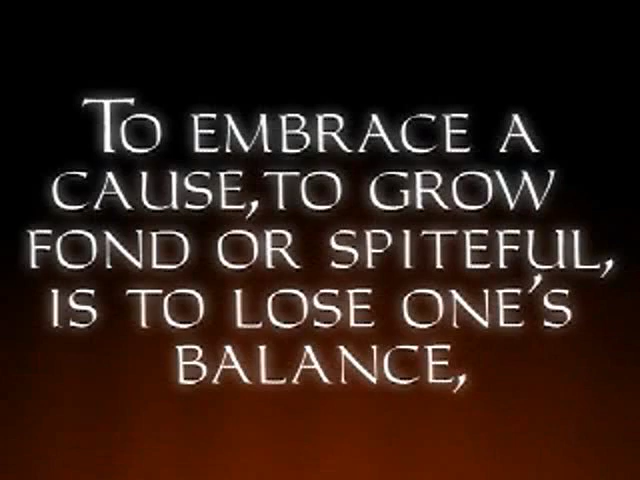 TO EMBRACE A
CAUSE,TO GROW
FOND OR SPITEFUL,
IS TO LOSE ONE'S
BALANCE,